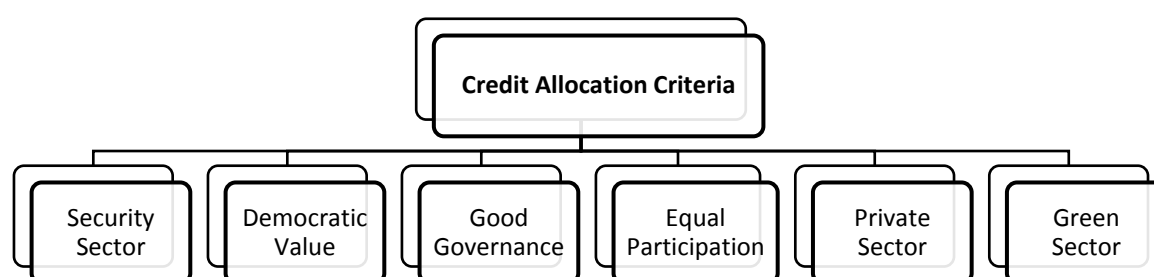 Credit Allocation Criteria
Security
Sector
Democratic
Value
Good
Governance
Equal
Participation
Private
Sector
Green
Sector